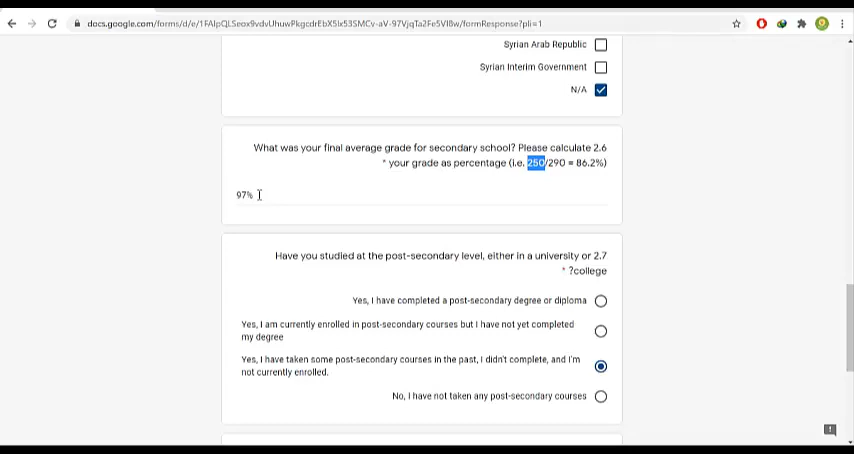 docs.google.com/forms/d/e/1FAIpQLSeox9vdvUhuwPkgcdrEbX5Ix53SMCv-aV-97VjqTa2Fe5VI8w/formResponse?pli=1
Syrian Arab Republic
Syrian Interim Government
N/A
What was your final average grade for secondary school? Please calculate 2.6
* your grade as percentage (i.e. 250/290 = 86.2%)
97%
Have you studied at the post-secondary level, either in a university or 2.7
* ?college
Yes, I have completed a post-secondary degree or diploma
Yes, I am currently enrolled in post-secondary courses but I have not yet completed
my degree
Yes, I have taken some post-secondary courses in the past, I didn't complete, and I'm
not currently enrolled.
No, I have not taken any post-secondary courses